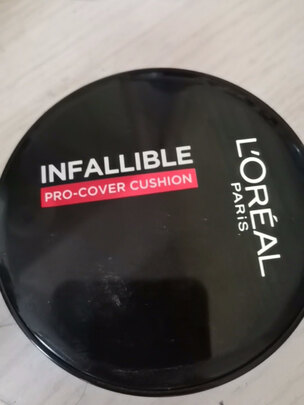 INFALLIBLE
PRO-COVER CUSHION
L'ORÉAL
PARiS